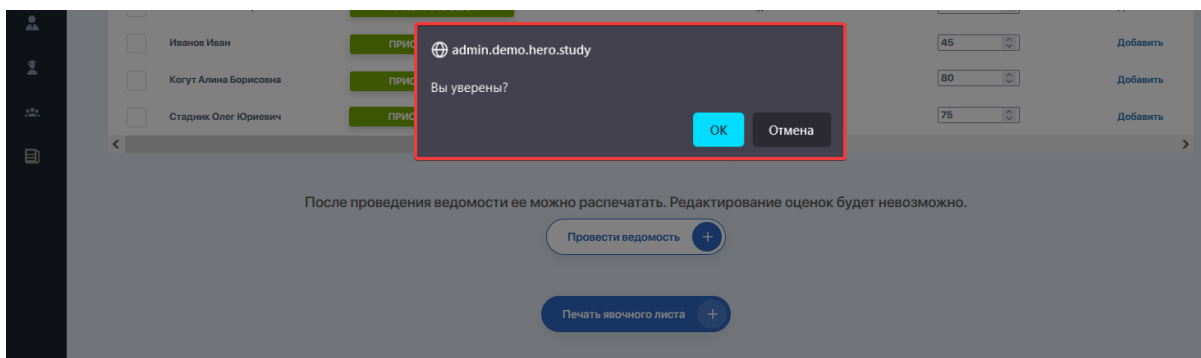 Иванов Иван 45 Добавить
admin.demo.hero.study
Когут Алина Борисовна 80 Добавить
Вы уверены?
Стадник Олег Юриевич 75 Добавить
OK Отмена
После проведения ведомости ее можно распечатать. Редактирование оценок будет невозможно.
Провести ведомость
Печать явочного листа